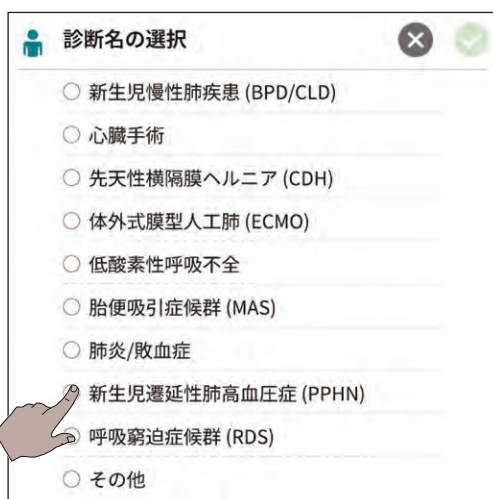 診断名の選択
新生児慢性肺疾患 (BPD/CLD)
心臓手術
先天性横隔膜ヘルニア (CDH)
体外式膜型人工肺 (ECMO)
低酸素性呼吸不全
胎便吸引症候群 (MAS)
肺炎/敗血症
新生児遷延性肺高血圧症 (PPHN)
呼吸窮迫症候群 (RDS)
その他